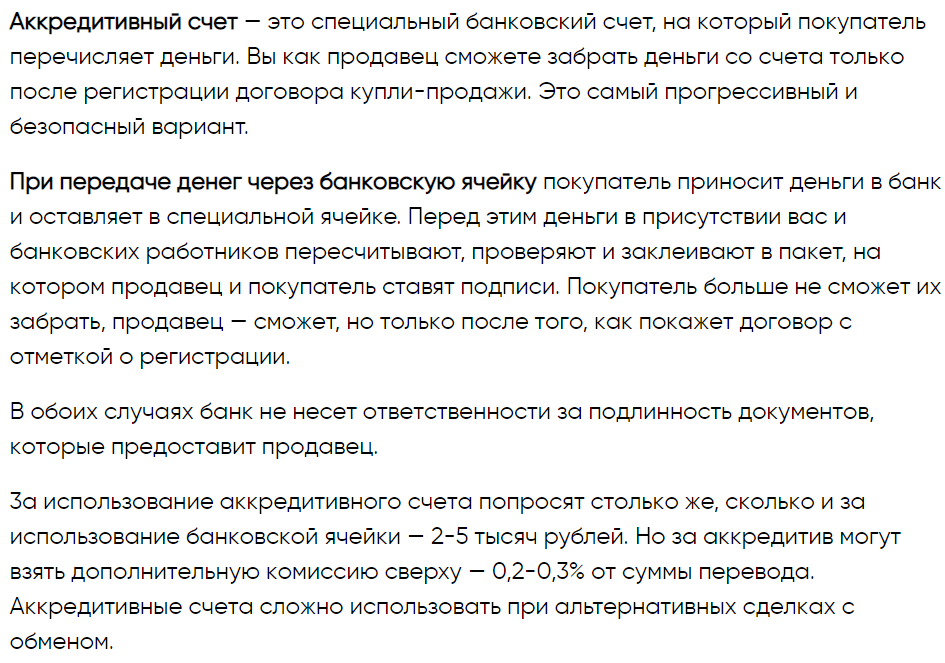 Аккредитивный счет — это специальный банковский счет, на который покупатель
перечисляет деньги. Вы как продавец сможете забрать деньги со счета только
после регистрации договора купли-продажи. Это самый прогрессивный и
безопасный вариант.
При передаче денег через банковскую ячейку покупатель приносит деньги в банк
и оставляет в специальной ячейке. Перед этим деньги в присутствии вас и
банковских работников пересчитывают, проверяют и заклеивают в пакет, на
котором продавец и покупатель ставят подписи. Покупатель больше не сможет их
забрать, продавец — сможет, но только после того, как покажет договор с
отметкой о регистрации.
В обоих случаях банк не несет ответственности за подлинность документов,
которые предоставит продавец.
За использование аккредитивного счета попросят столько же, сколько и за
использование банковской ячейки — 2-5 тысяч рублей. Но за аккредитив могут
взять дополнительную комиссию сверху — 0,2-0,3% от суммы перевода.
Аккредитивные счета сложно использовать при альтернативных сделках с
обменом.